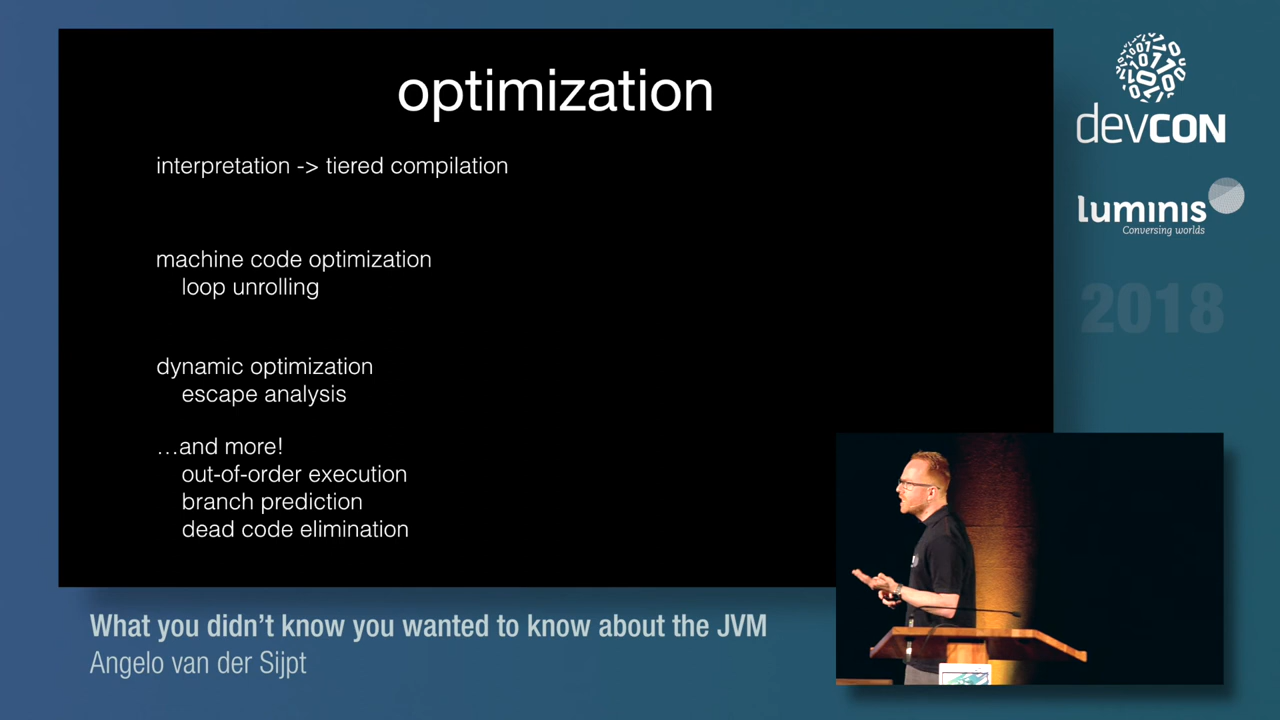 optimization
interpretation -> tiered compilation
machine code optimization
loop unrolling
dynamic optimization
escape analysis
…and more!
out-of-order execution
branch prediction
dead code elimination
devCON
luminis
Conversing worlds
2018
What you didn't know you wanted to know about the JVM
Angelo van der Sijpt